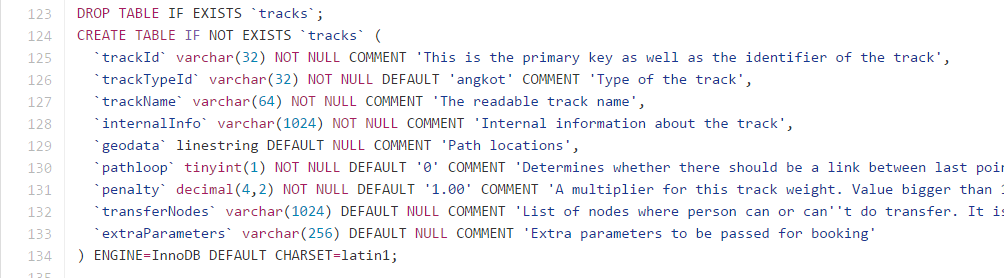 123 DROP TABLE IF EXISTS `tracks`;
124 CREATE TABLE IF NOT EXISTS `tracks` (
125 `trackId` varchar(32) NOT NULL COMMENT 'This is the primary key as well as the identifier of the track',
126 `trackTypeId` varchar(32) NOT NULL DEFAULT 'angkot' COMMENT 'Type of the track',
127 `trackName` varchar(64) NOT NULL COMMENT 'The readable track name',
128 `internalInfo` varchar(1024) NOT NULL COMMENT 'Internal information about the track',
129 `geodata` linestring DEFAULT NULL COMMENT 'Path locations',
130 `pathloop` tinyint(1) NOT NULL DEFAULT '0' COMMENT 'Determines whether there should be a link between last poin
131 `penalty` decimal(4,2) NOT NULL DEFAULT '1.00' COMMENT 'A multiplier for this track weight. Value bigger than 1
132 `transferNodes` varchar(1024) DEFAULT NULL COMMENT 'List of nodes where person can or can''t do transfer. It is
133 `extraParameters` varchar(256) DEFAULT NULL COMMENT 'Extra parameters to be passed for booking'
134 ) ENGINE=InnoDB DEFAULT CHARSET=latin1;